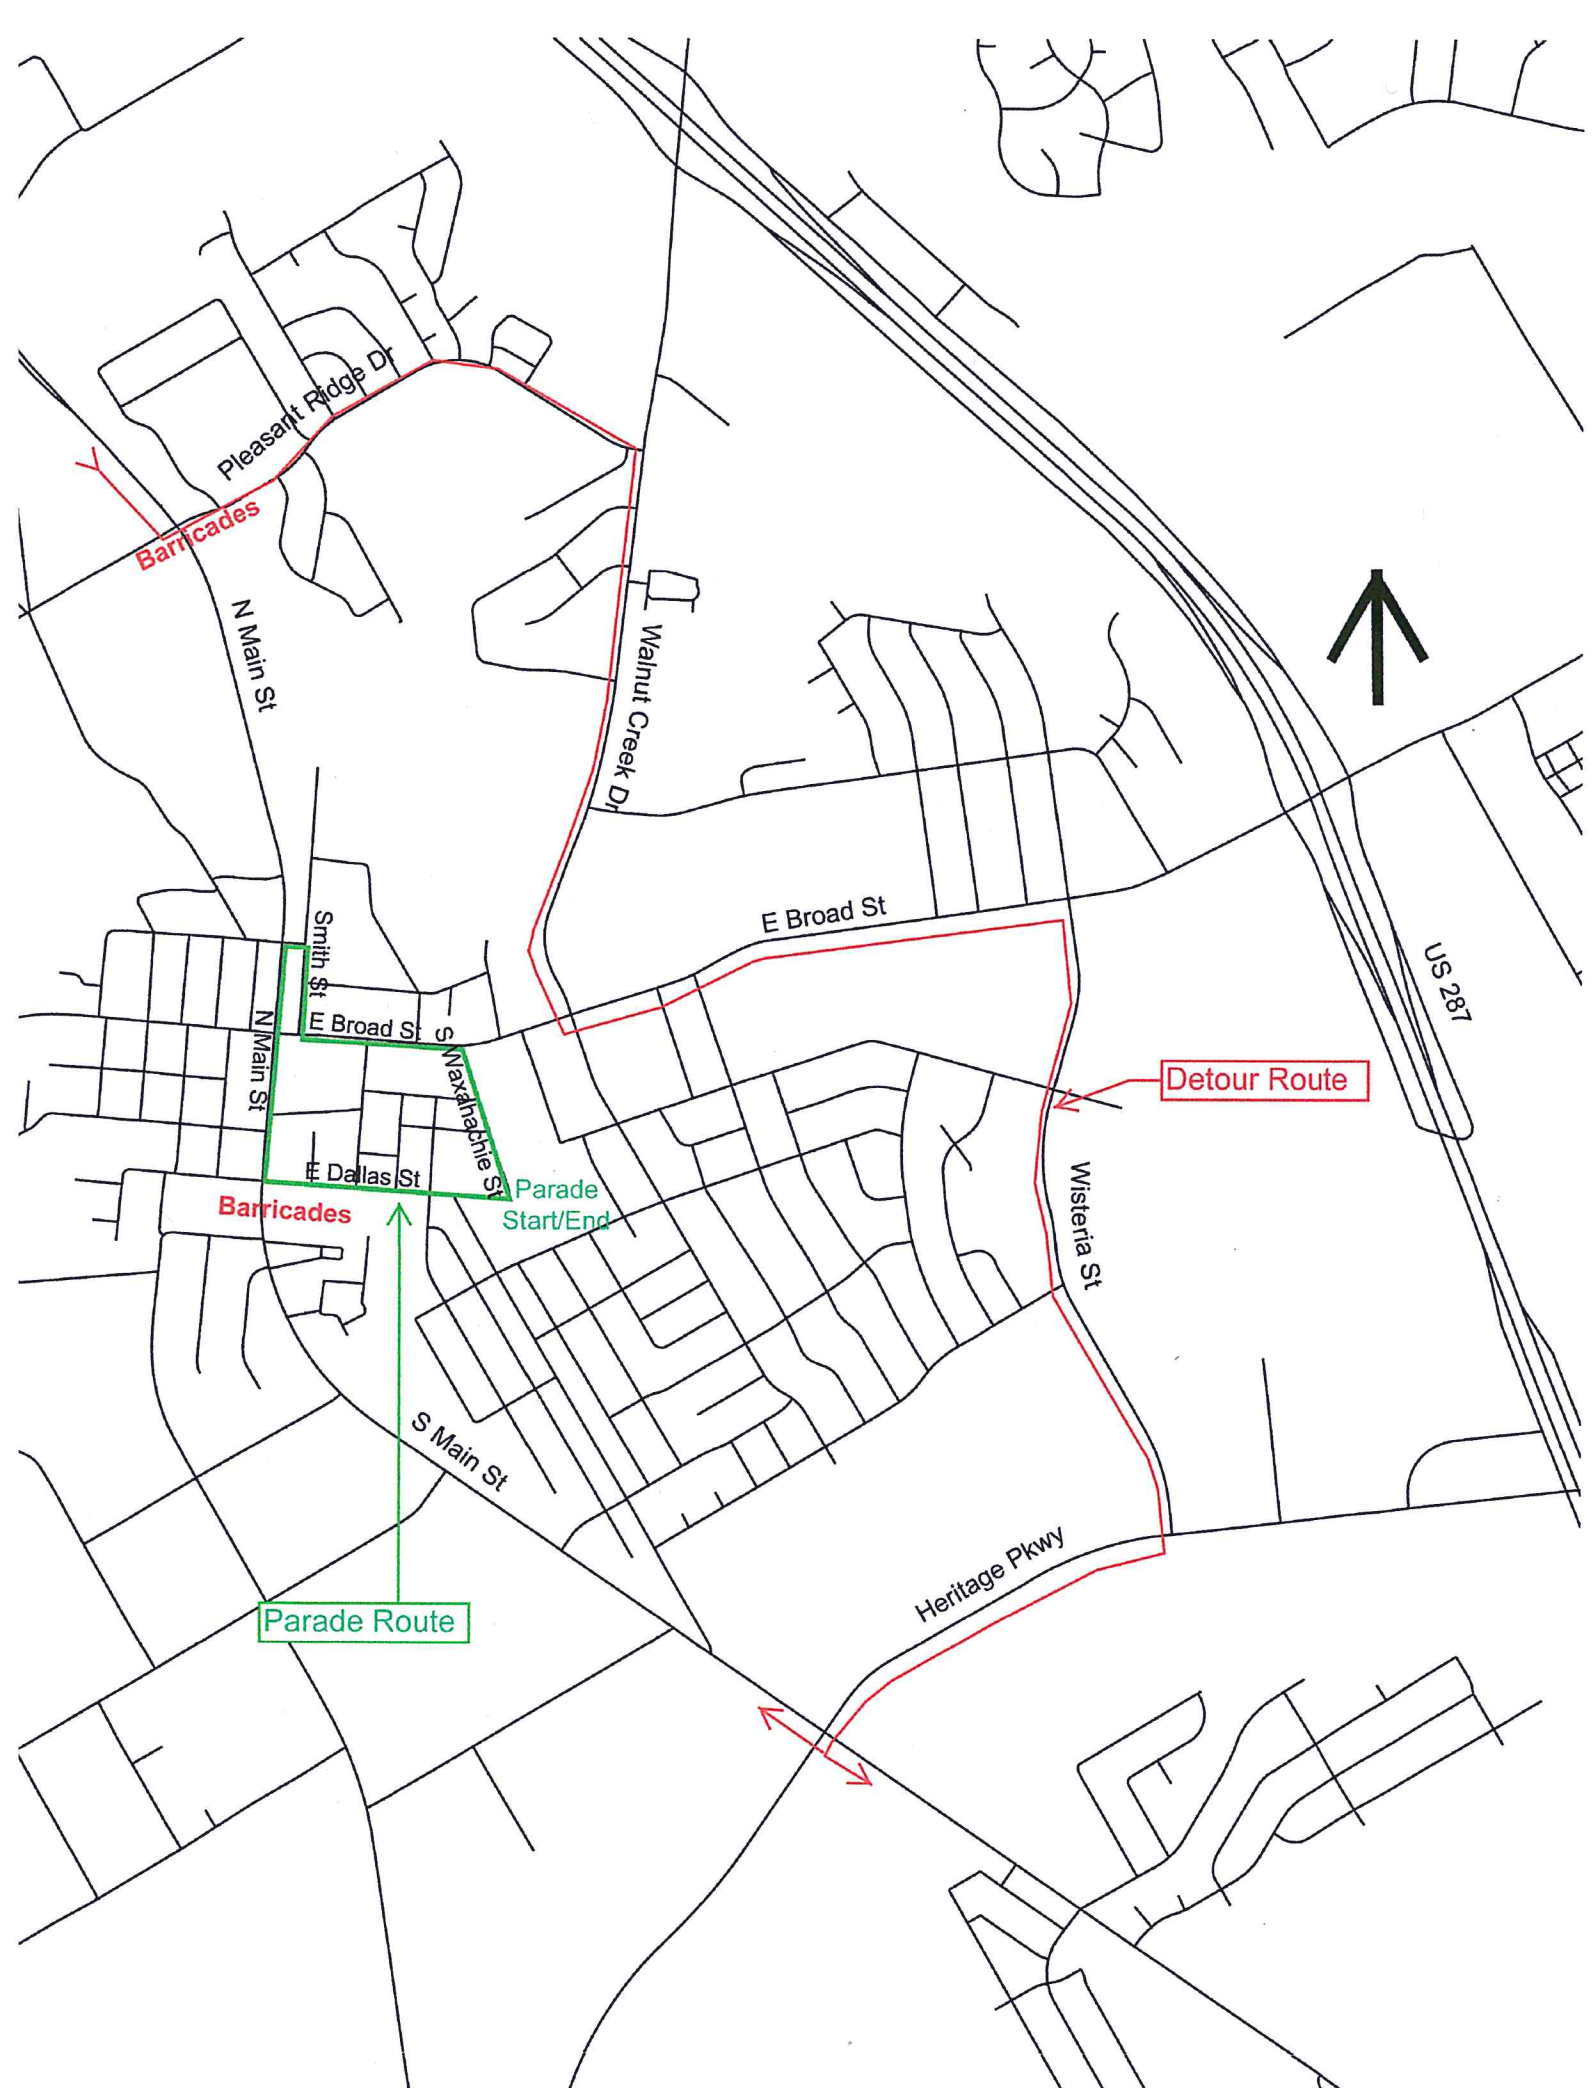 Pleasant Ridge Dr
Barricades
N Main St
Walnut Creek Dr
E Broad St
Smith St
US 287
N Main St
E Broad St
S Waxahachie St
Detour Route
E Dallas St
Parade
Start/End
Barricades
Wisteria St
S Main St
Heritage Pkwy
Parade Route